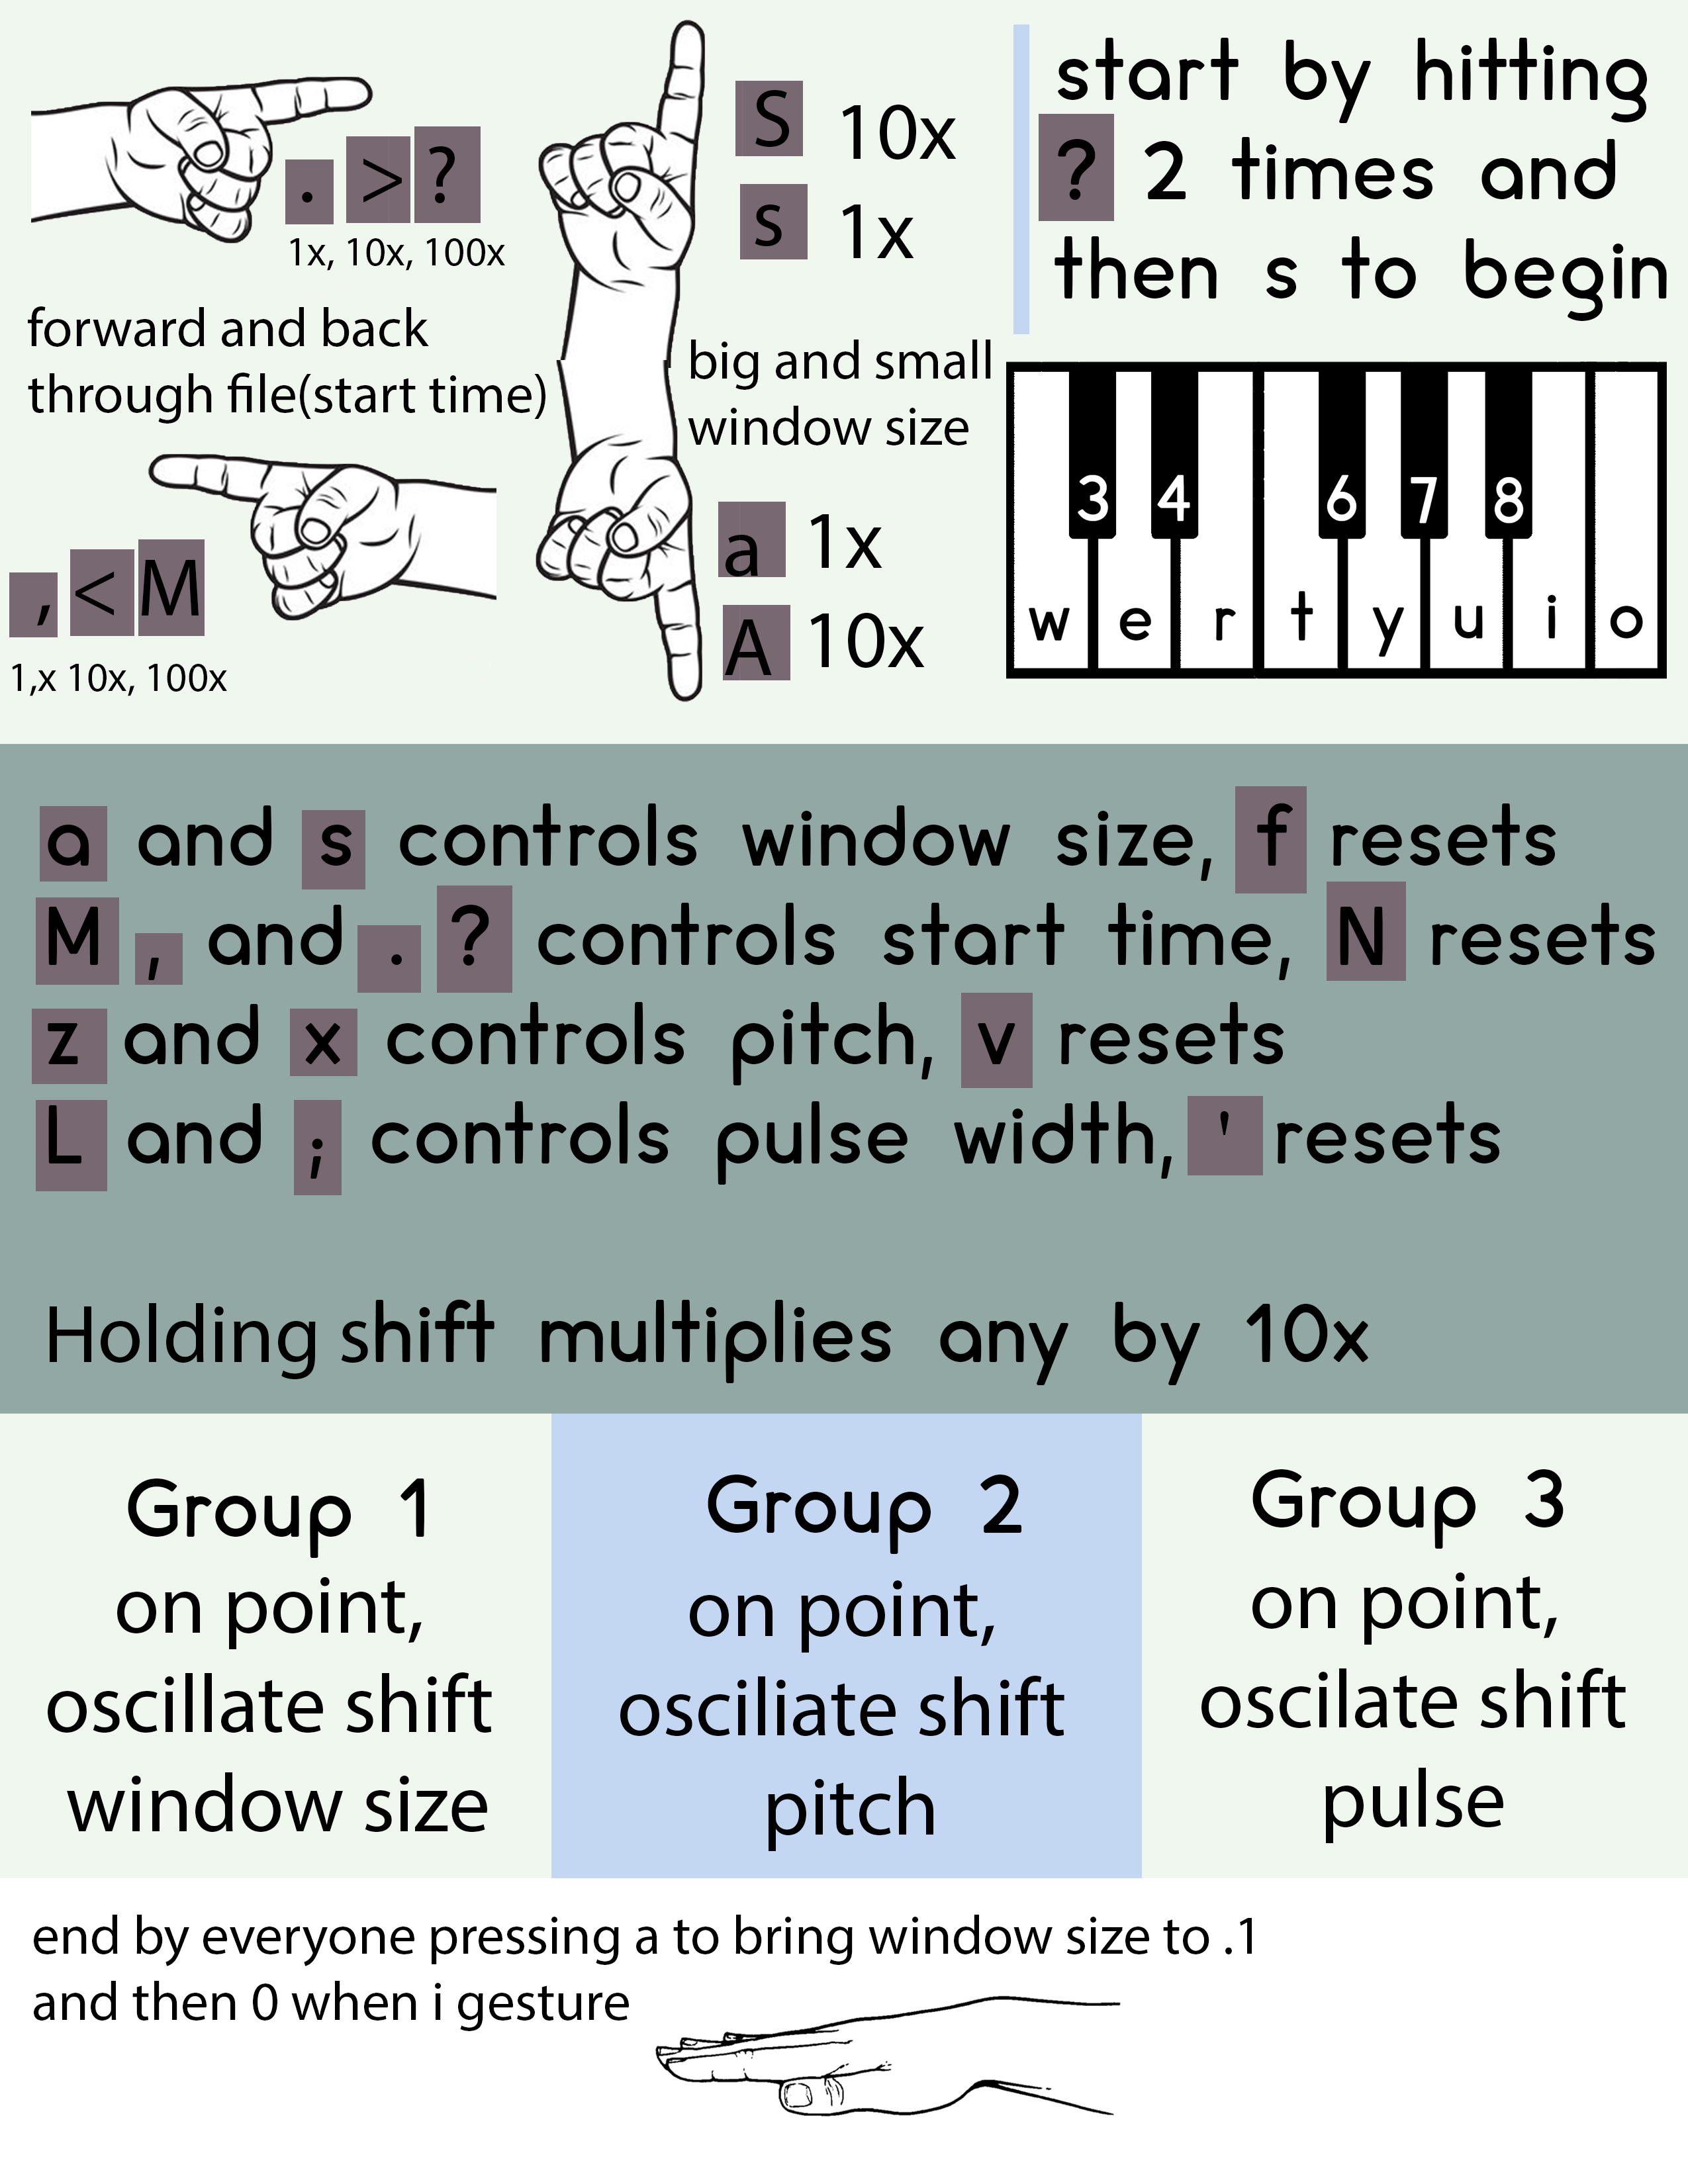 . > ?
1x, 10x, 100x
forward and back
through file(start time)
, < M
1,x 10x, 100x
S 10x
s 1x
big and small
window size
a 1x
A 10x
start by hitting
? 2 times and
then s to begin
3 4 6 7 8
w e r t y u i o
a and s controls window size, f resets
M , and . ? controls start time, N resets
z and x controls pitch, v resets
L and ; controls pulse width, ' resets
Holding shift multiplies any by 10x
Group 1
on point,
oscillate shift
window size
Group 2
on point,
osciliate shift
pitch
Group 3
on point,
oscilate shift
pulse
end by everyone pressing a to bring window size to .1
and then 0 when i gesture